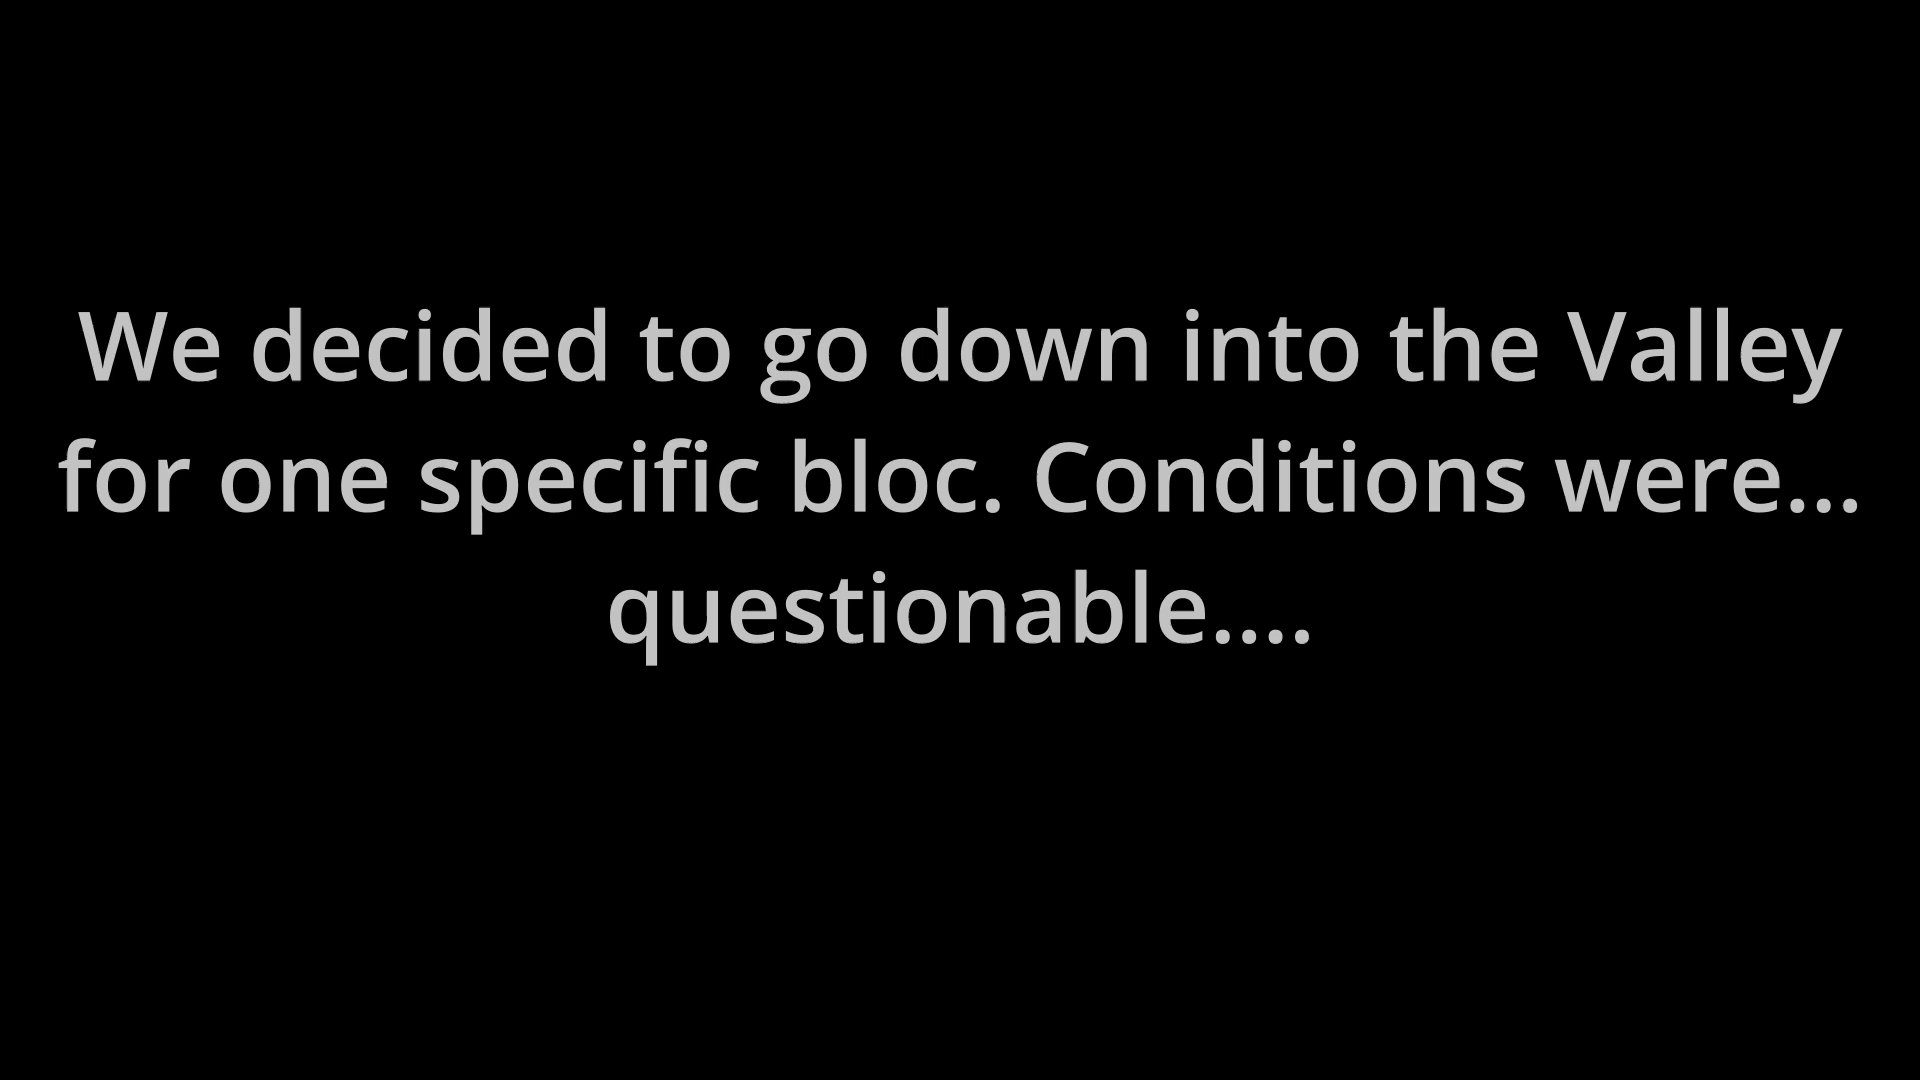 We decided to go down into the Valley
for one specific bloc. Conditions were...
questionable....